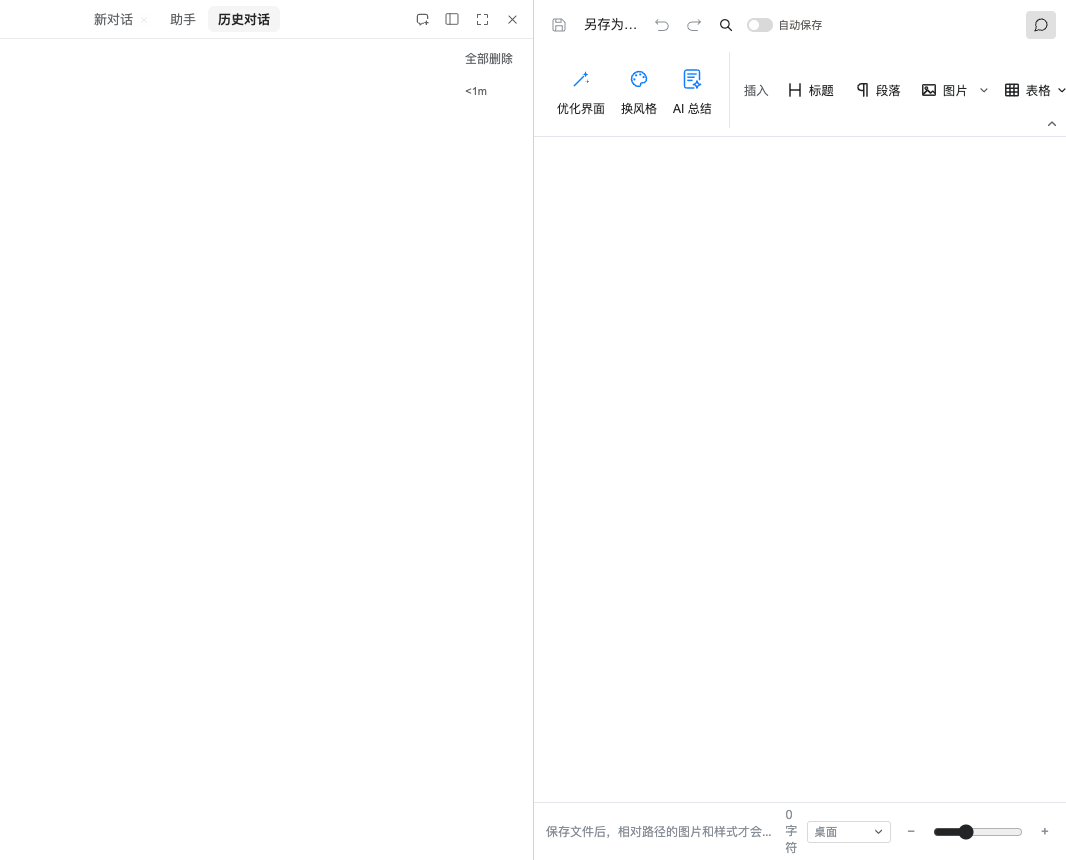 新对话
助手
历史对话
全部删除
<1m
另存为…
自动保存
优化界面
换风格
AI 总结
插入
标题
段落
图片
表格
保存文件后，相对路径的图片和样式才会...
0
字
符
桌面